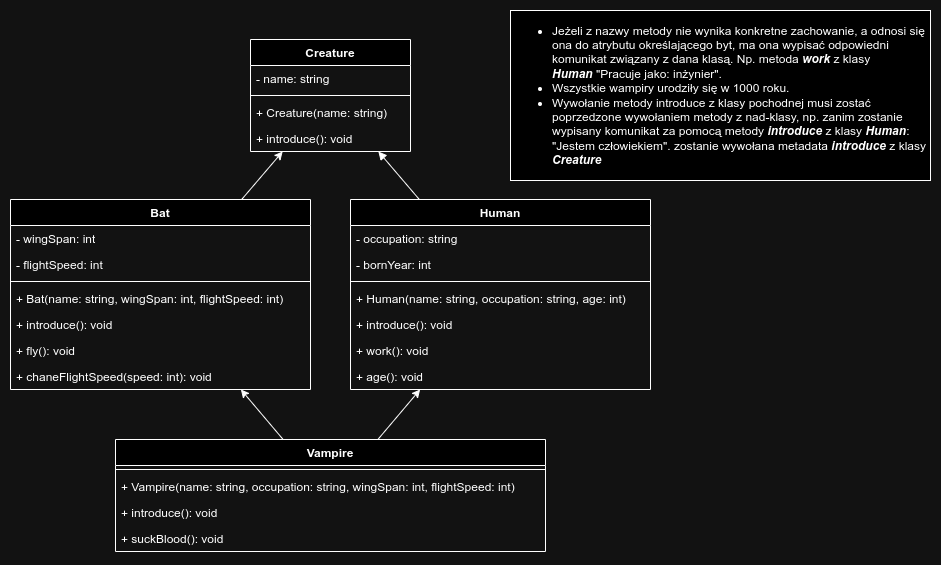 Creature
- name: string
+ Creature(name: string)
+ introduce(): void
• Jeżeli z nazwy metody nie wynika konkretne zachowanie, a odnosi się
ona do atrybutu określającego byt, ma ona wypisać odpowiedni
komunikat związany z dana klasą. Np. metoda work z klasy
Human "Pracuje jako: inżynier".
• Wszystkie wampiry urodziły się w 1000 roku.
• Wywołanie metody introduce z klasy pochodnej musi zostać
poprzedzone wywołaniem metody z nad-klasy, np. zanim zostanie
wypisany komunikat za pomocą metody introduce z klasy Human:
"Jestem człowiekiem". zostanie wywołana metadata introduce z klasy
Creature
Bat
- wingSpan: int
- flightSpeed: int
+ Bat(name: string, wingSpan: int, flightSpeed: int)
+ introduce(): void
+ fly(): void
+ chaneFlightSpeed(speed: int): void
Human
- occupation: string
- bornYear: int
+ Human(name: string, occupation: string, age: int)
+ introduce(): void
+ work(): void
+ age(): void
Vampire
+ Vampire(name: string, occupation: string, wingSpan: int, flightSpeed: int)
+ introduce(): void
+ suckBlood(): void